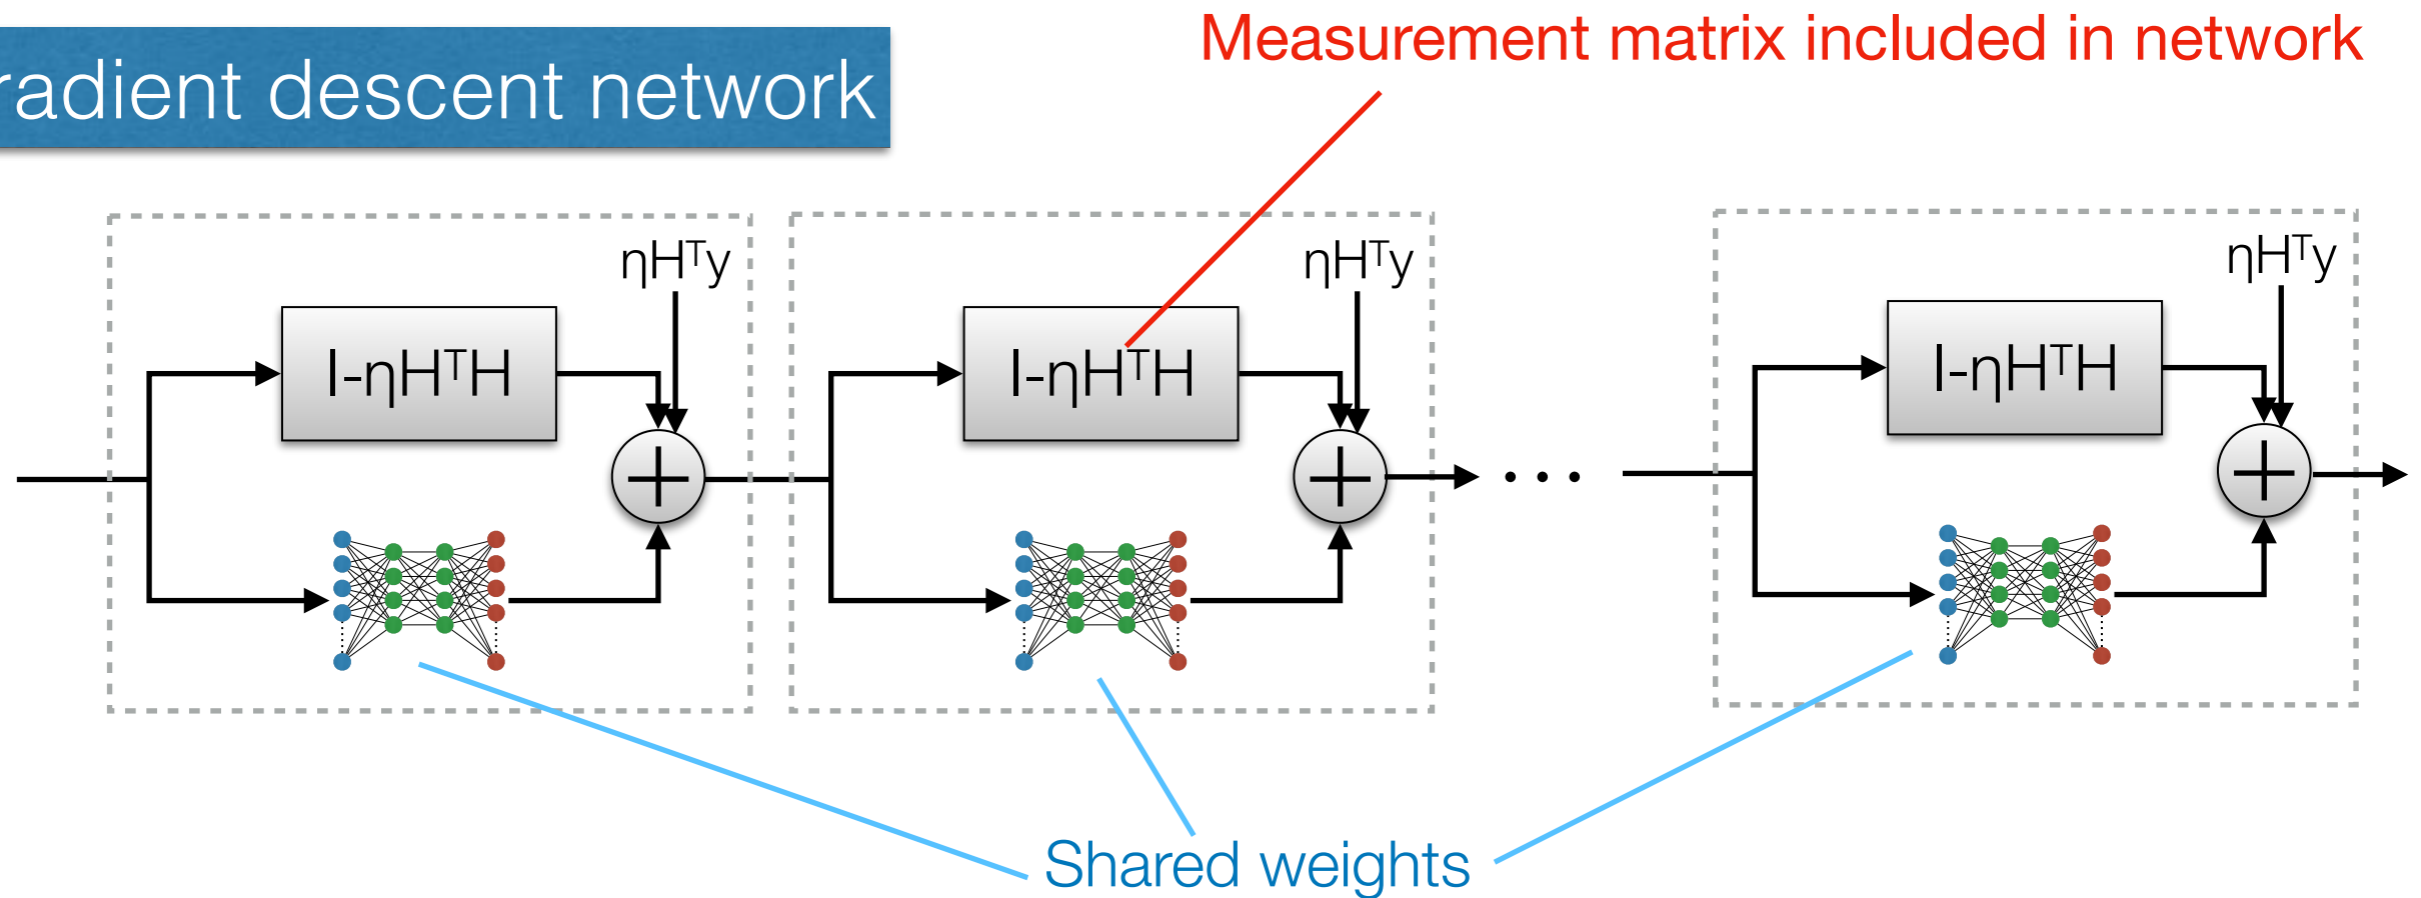 Measurement matrix included in network
radient descent network
ηHᵀy ηHᵀy ηHᵀy
I-ηHᵀH I-ηHᵀH I-ηHᵀH
+ + +
...
Shared weights